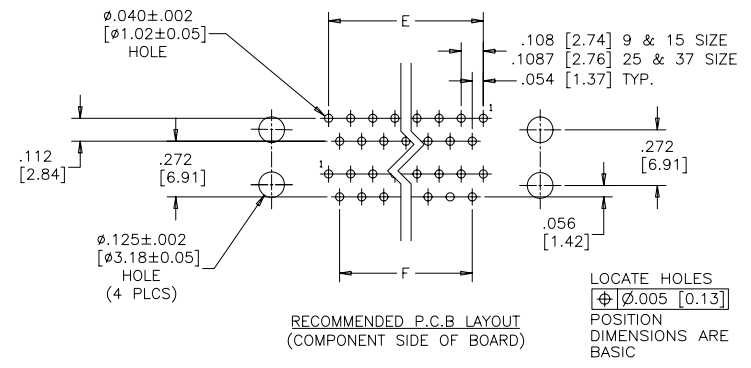 ø.040±.002
[ø1.02±0.05]
HOLE
E
.108 [2.74] 9 & 15 SIZE
.1087 [2.76] 25 & 37 SIZE
.054 [1.37] TYP.
1
.112
[2.84]
.272
[6.91]
1
.272
[6.91]
.056
[1.42]
ø.125±.002
[ø3.18±0.05]
HOLE
(4 PLCS)
F
RECOMMENDED P.C.B LAYOUT
(COMPONENT SIDE OF BOARD)
LOCATE HOLES
⌖ Ø.005 [0.13]
POSITION
DIMENSIONS ARE
BASIC